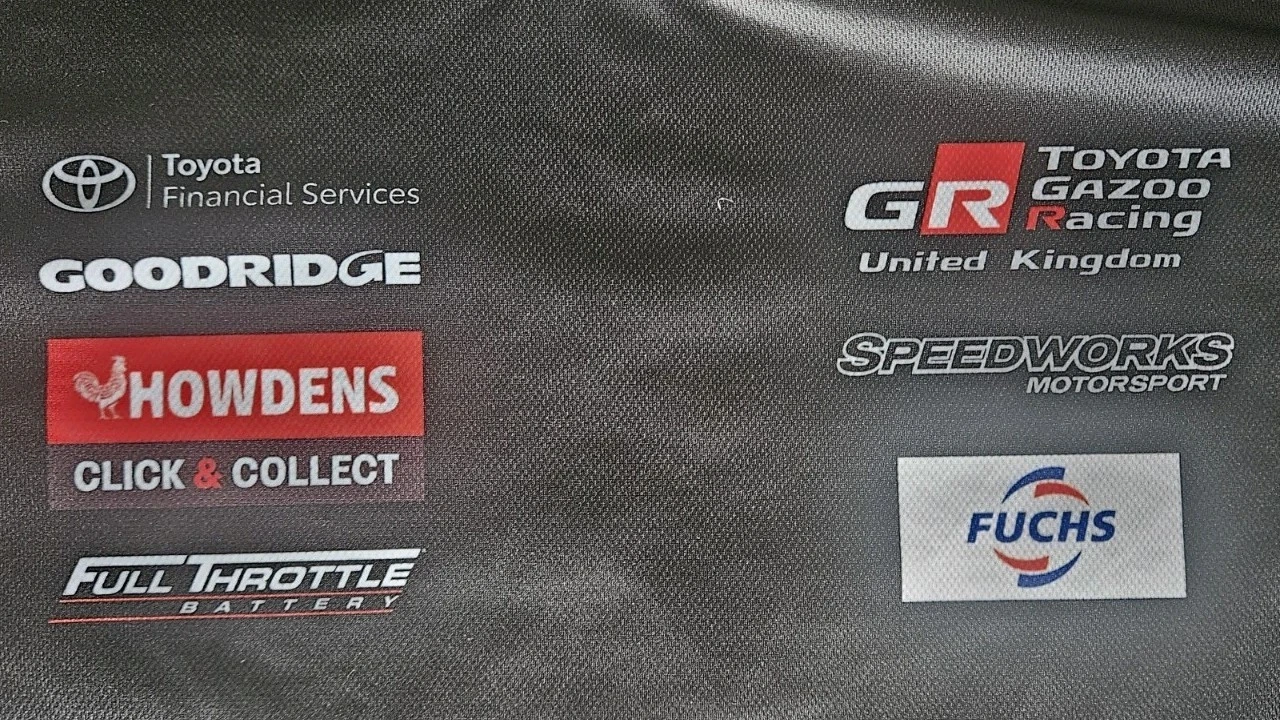 Toyota
Financial Services
GOODRIDGE
HOWDENS
CLICK & COLLECT
FULL THROTTLE
BATTERY
GR
TOYOTA
GAZOO
Racing
United Kingdom
SPEEDWORKS
MOTORSPORT
FUCHS